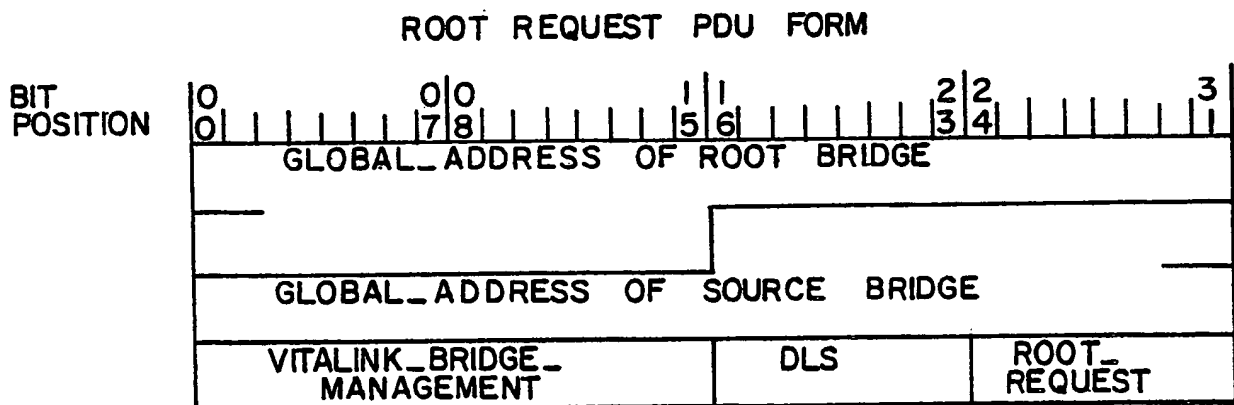 ROOT REQUEST PDU FORM
BIT POSITION
0 0 0 1 1 2 2 3
0 7 8 5 6 3 4 1
GLOBAL_ADDRESS OF ROOT BRIDGE
GLOBAL_ADDRESS OF SOURCE BRIDGE
VITALINK_BRIDGE_ DLS ROOT_
MANAGEMENT REQUEST